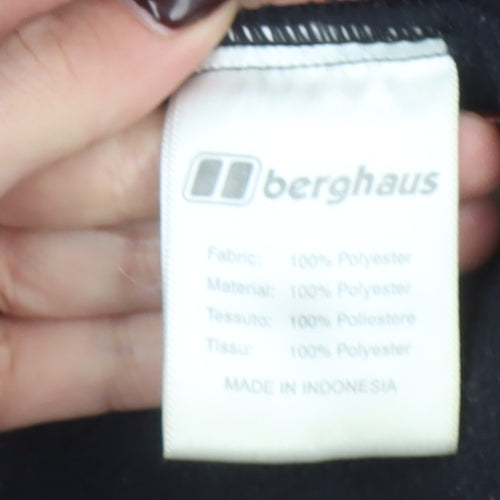 berghaus
Fabric: 100% Polyester
Material: 100% Polyester
Tessuto: 100% Poliestere
Tissu: 100% Polyester
MADE IN INDONESIA